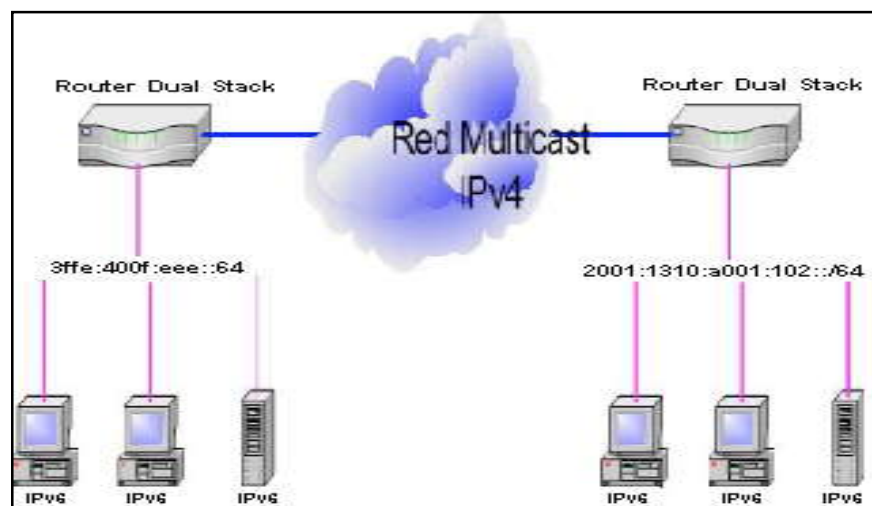 Router Dual Stack
Router Dual Stack
Red Multicast
IPv4
3ffe:400f:eee::64
2001:1310:a001:102::/64
IPv6
IPv6
IPv6
IPv6
IPv6
IPv6